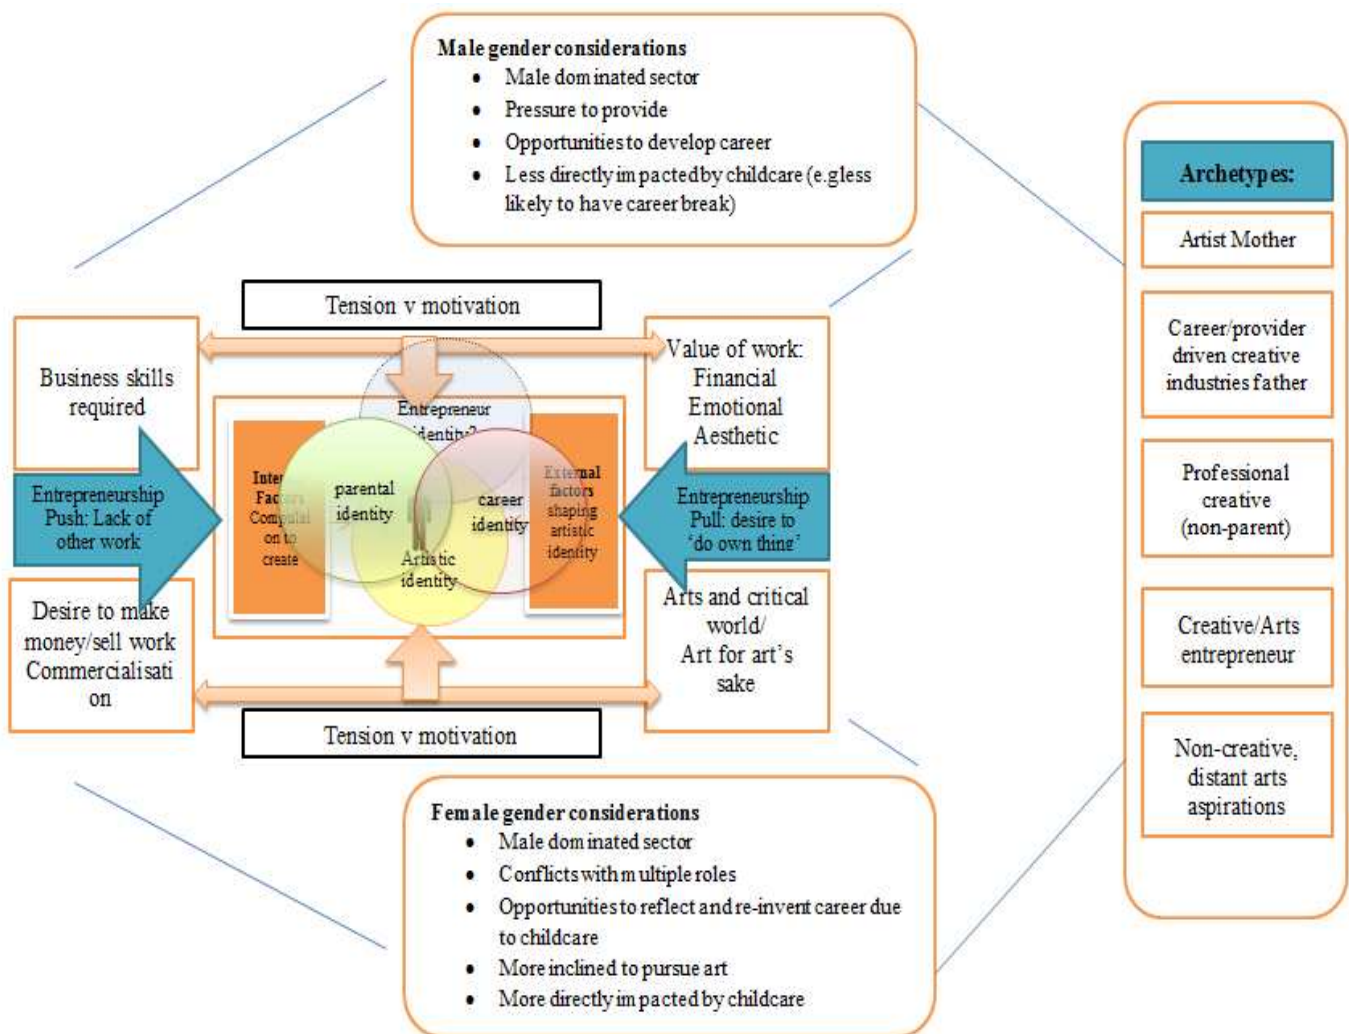 Male gender considerations
• Male dominated sector
• Pressure to provide
• Opportunities to develop career
• Less directly impacted by childcare (e.g less
likely to have career break)
Archetypes:
Artist Mother
Career/provider
driven creative
industries father
Professional
creative
(non-parent)
Creative/Arts
entrepreneur
Non-creative,
distant arts
aspirations
Tension v motivation
Business skills
required
Value of work:
Financial
Emotional
Aesthetic
Entrepreneurship
Push: Lack of
other work
Entrepreneur
identity?
Factors
Compulsi
on to
create
parental
identity
career
identity
Artistic
identity
External
factors
shaping
artistic
identity
Entrepreneurship
Pull: desire to
‘do own thing’
Desire to make
money/sell work
Commercialisati
on
Arts and critical
world/
Art for art’s
sake
Tension v motivation
Female gender considerations
• Male dominated sector
• Conflicts with multiple roles
• Opportunities to reflect and re-invent career due
to childcare
• More inclined to pursue art
• More directly impacted by childcare